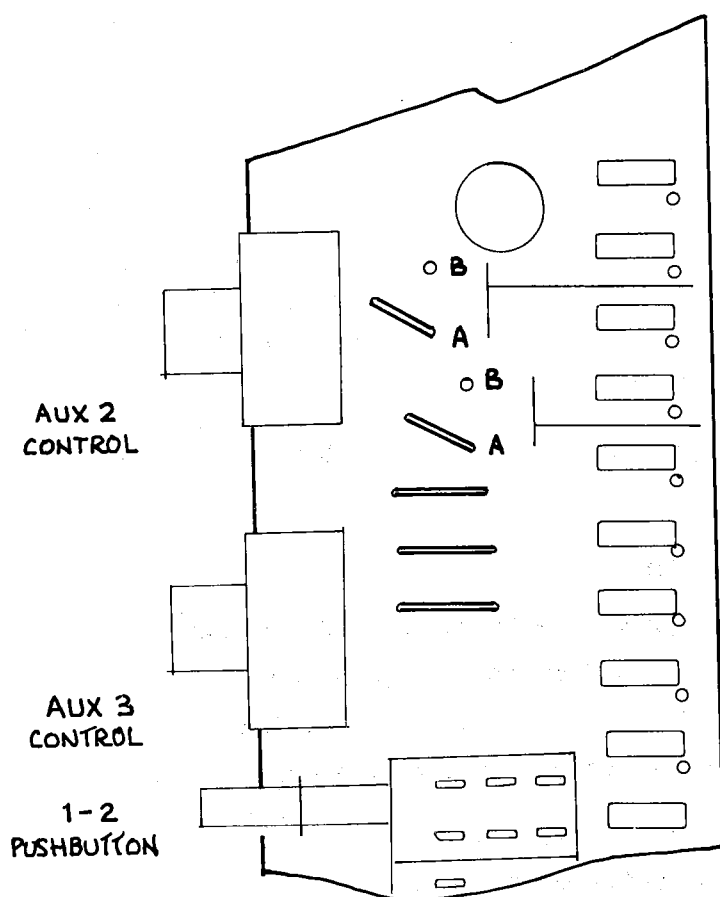 B
A
B
AUX 2
CONTROL
A
AUX 3
CONTROL
1-2
PUSHBUTTON